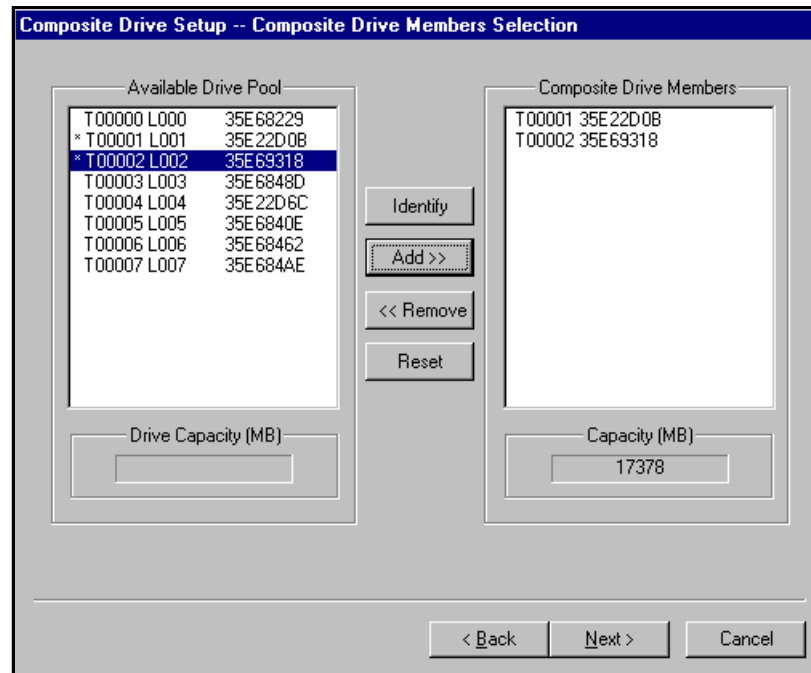 Composite Drive Setup -- Composite Drive Members Selection
Available Drive Pool
T00000 L000 35E68229
* T00001 L001 35E22D0B
* T00002 L002 35E69318
T00003 L003 35E6848D
T00004 L004 35E22D6C
T00005 L005 35E6840E
T00006 L006 35E68462
T00007 L007 35E684AE
Drive Capacity (MB)
Identify
Add >>
<< Remove
Reset
Composite Drive Members
T00001 35E22D0B
T00002 35E69318
Capacity (MB)
17378
< Back
Next >
Cancel